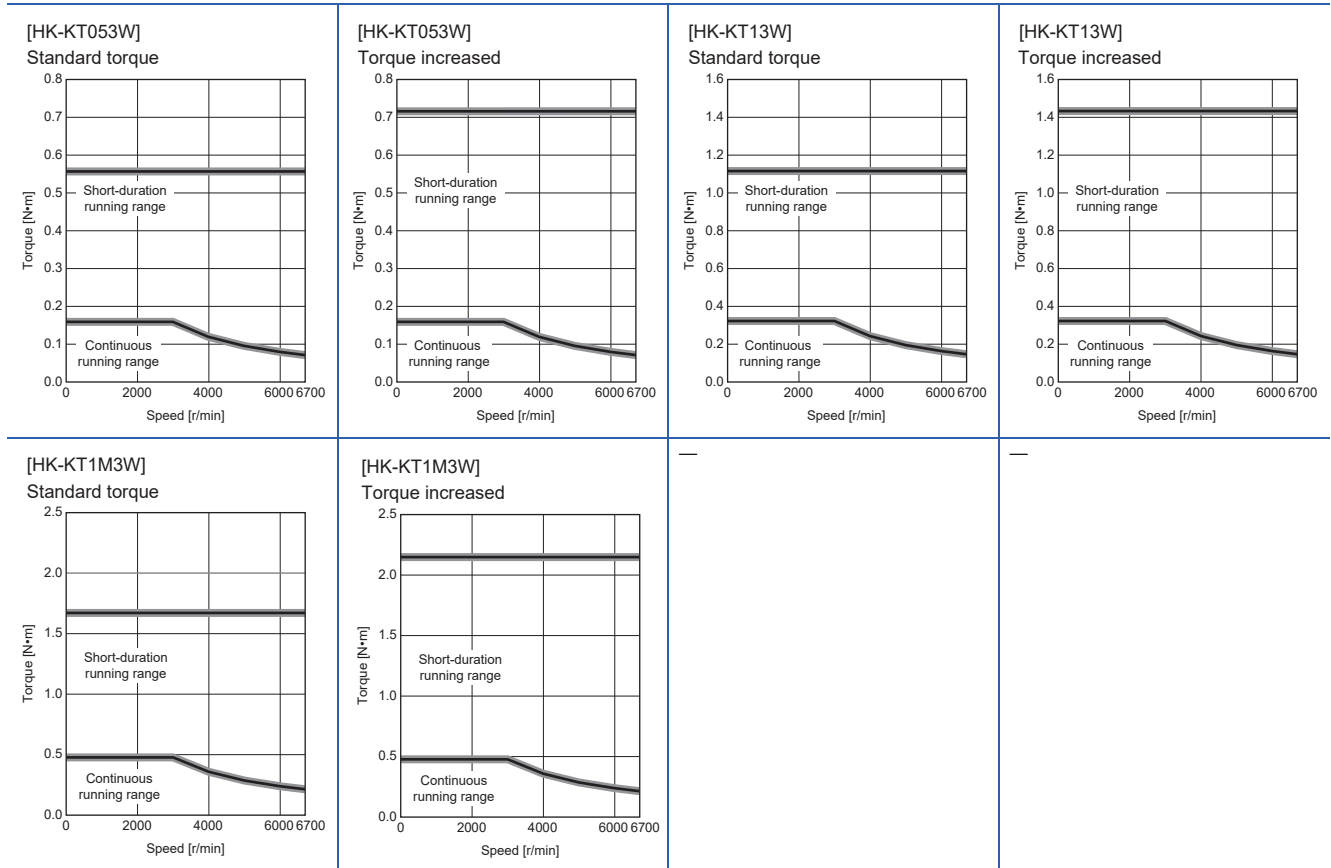 [HK-KT053W]
Standard torque
0.8
0.7
0.6
0.5
0.4
0.3
0.2
0.1
0.0
Torque [N•m]
Short-duration
running range
Continuous
running range
0 2000 4000 6000 6700
Speed [r/min]
[HK-KT053W]
Torque increased
0.8
0.7
0.6
0.5
0.4
0.3
0.2
0.1
0.0
Torque [N•m]
Short-duration
running range
Continuous
running range
0 2000 4000 6000 6700
Speed [r/min]
[HK-KT13W]
Standard torque
1.6
1.4
1.2
1.0
0.8
0.6
0.4
0.2
0.0
Torque [N•m]
Short-duration
running range
Continuous
running range
0 2000 4000 6000 6700
Speed [r/min]
[HK-KT13W]
Torque increased
1.6
1.4
1.2
1.0
0.8
0.6
0.4
0.2
0.0
Torque [N•m]
Short-duration
running range
Continuous
running range
0 2000 4000 6000 6700
Speed [r/min]
[HK-KT1M3W]
Standard torque
2.5
2.0
1.5
1.0
0.5
0.0
Torque [N•m]
Short-duration
running range
Continuous
running range
0 2000 4000 6000 6700
Speed [r/min]
[HK-KT1M3W]
Torque increased
2.5
2.0
1.5
1.0
0.5
0.0
Torque [N•m]
Short-duration
running range
Continuous
running range
0 2000 4000 6000 6700
Speed [r/min]
—
—